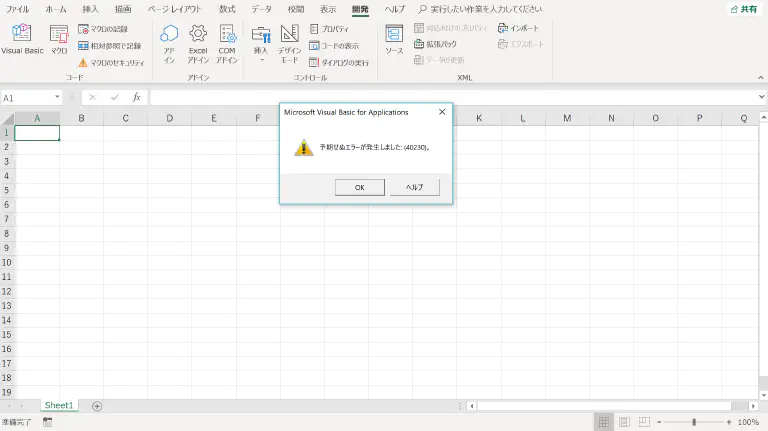 ファイル ホーム 挿入 描画 ページ レイアウト 数式 データ 校閲 表示 開発 ヘルプ 実行したい作業を入力してください 共有
Visual Basic マクロ マクロの記録 相対参照で記録 マクロのセキュリティ
コード
アドイン Excel アドイン COM アドイン
アドイン
挿入 デザイン モード プロパティ コードの表示 ダイアログの実行
コントロール
ソース 対応付けのプロパティ 拡張パック データの更新 インポート エクスポート
XML
A1 fx
A B C D E F K L M N O P Q
Microsoft Visual Basic for Applications
予期せぬエラーが発生しました: (40230)。
OK ヘルプ
1
2
3
4
5
6
7
8
9
10
11
12
13
14
15
16
17
18
19
Sheet1
準備完了 100%